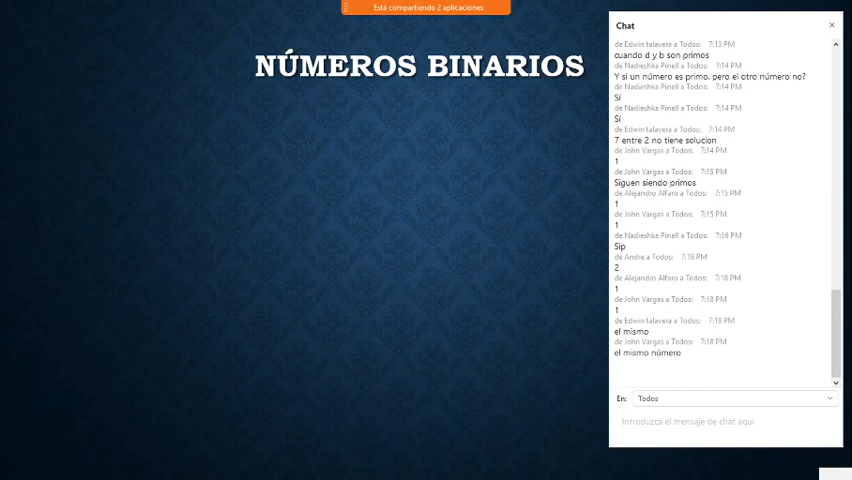 Está compartiendo 2 aplicaciones
NÚMEROS BINARIOS
Chat
de Edwin talavera a Todos: 7:13 PM
cuando d y b son primos
de Nadieshka Pinell a Todos: 7:14 PM
Y si un número es primo, pero el otro número no?
de Nadieshka Pinell a Todos: 7:14 PM
Sí
de Nadieshka Pinell a Todos: 7:14 PM
Sí
de Edwin talavera a Todos: 7:14 PM
7 entre 2 no tiene solucion
de John Vargas a Todos: 7:14 PM
1
de John Vargas a Todos: 7:15 PM
Siguen siendo primos
de Alejandro Alfaro a Todos: 7:15 PM
1
de John Vargas a Todos: 7:15 PM
1
de Nadieshka Pinell a Todos: 7:16 PM
Sip
de Andre a Todos: 7:18 PM
2
de Alejandro Alfaro a Todos: 7:18 PM
1
de John Vargas a Todos: 7:18 PM
1
de Edwin talavera a Todos: 7:18 PM
el mismo
de John Vargas a Todos: 7:18 PM
el mismo número
En: Todos
Introduzca el mensaje de chat aquí